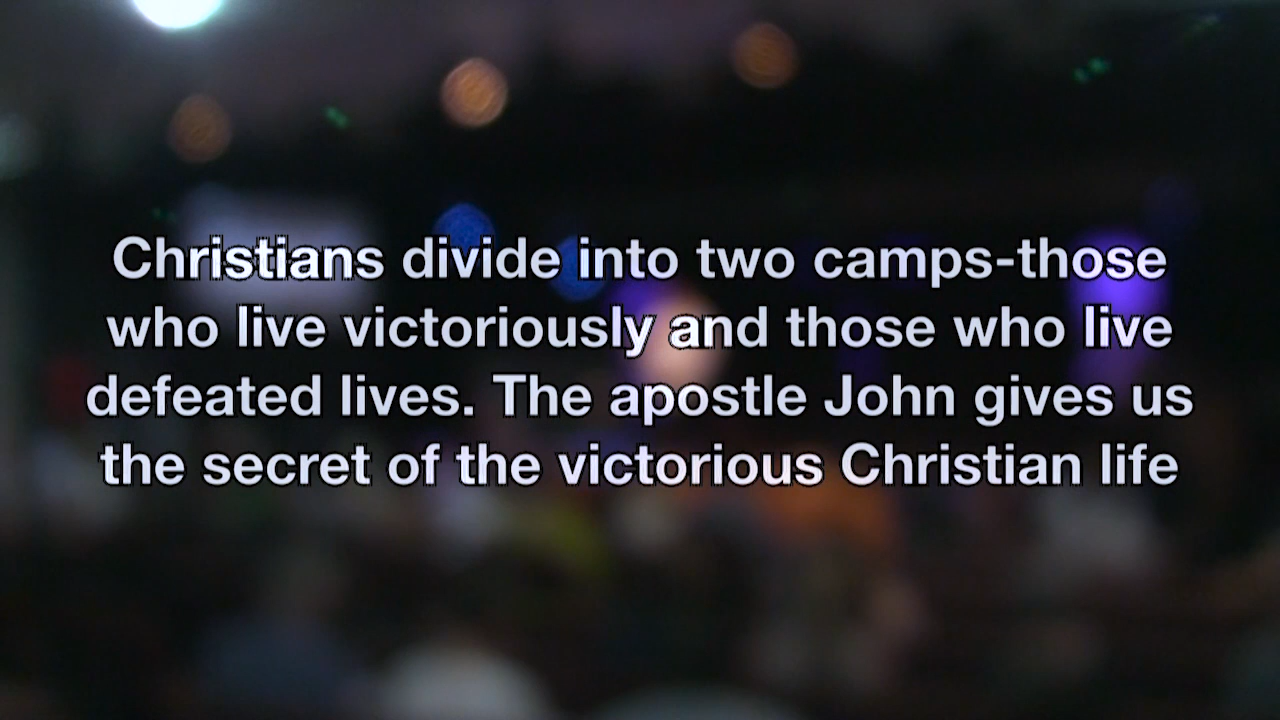 Christians divide into two camps-those
who live victoriously and those who live
defeated lives. The apostle John gives us
the secret of the victorious Christian life